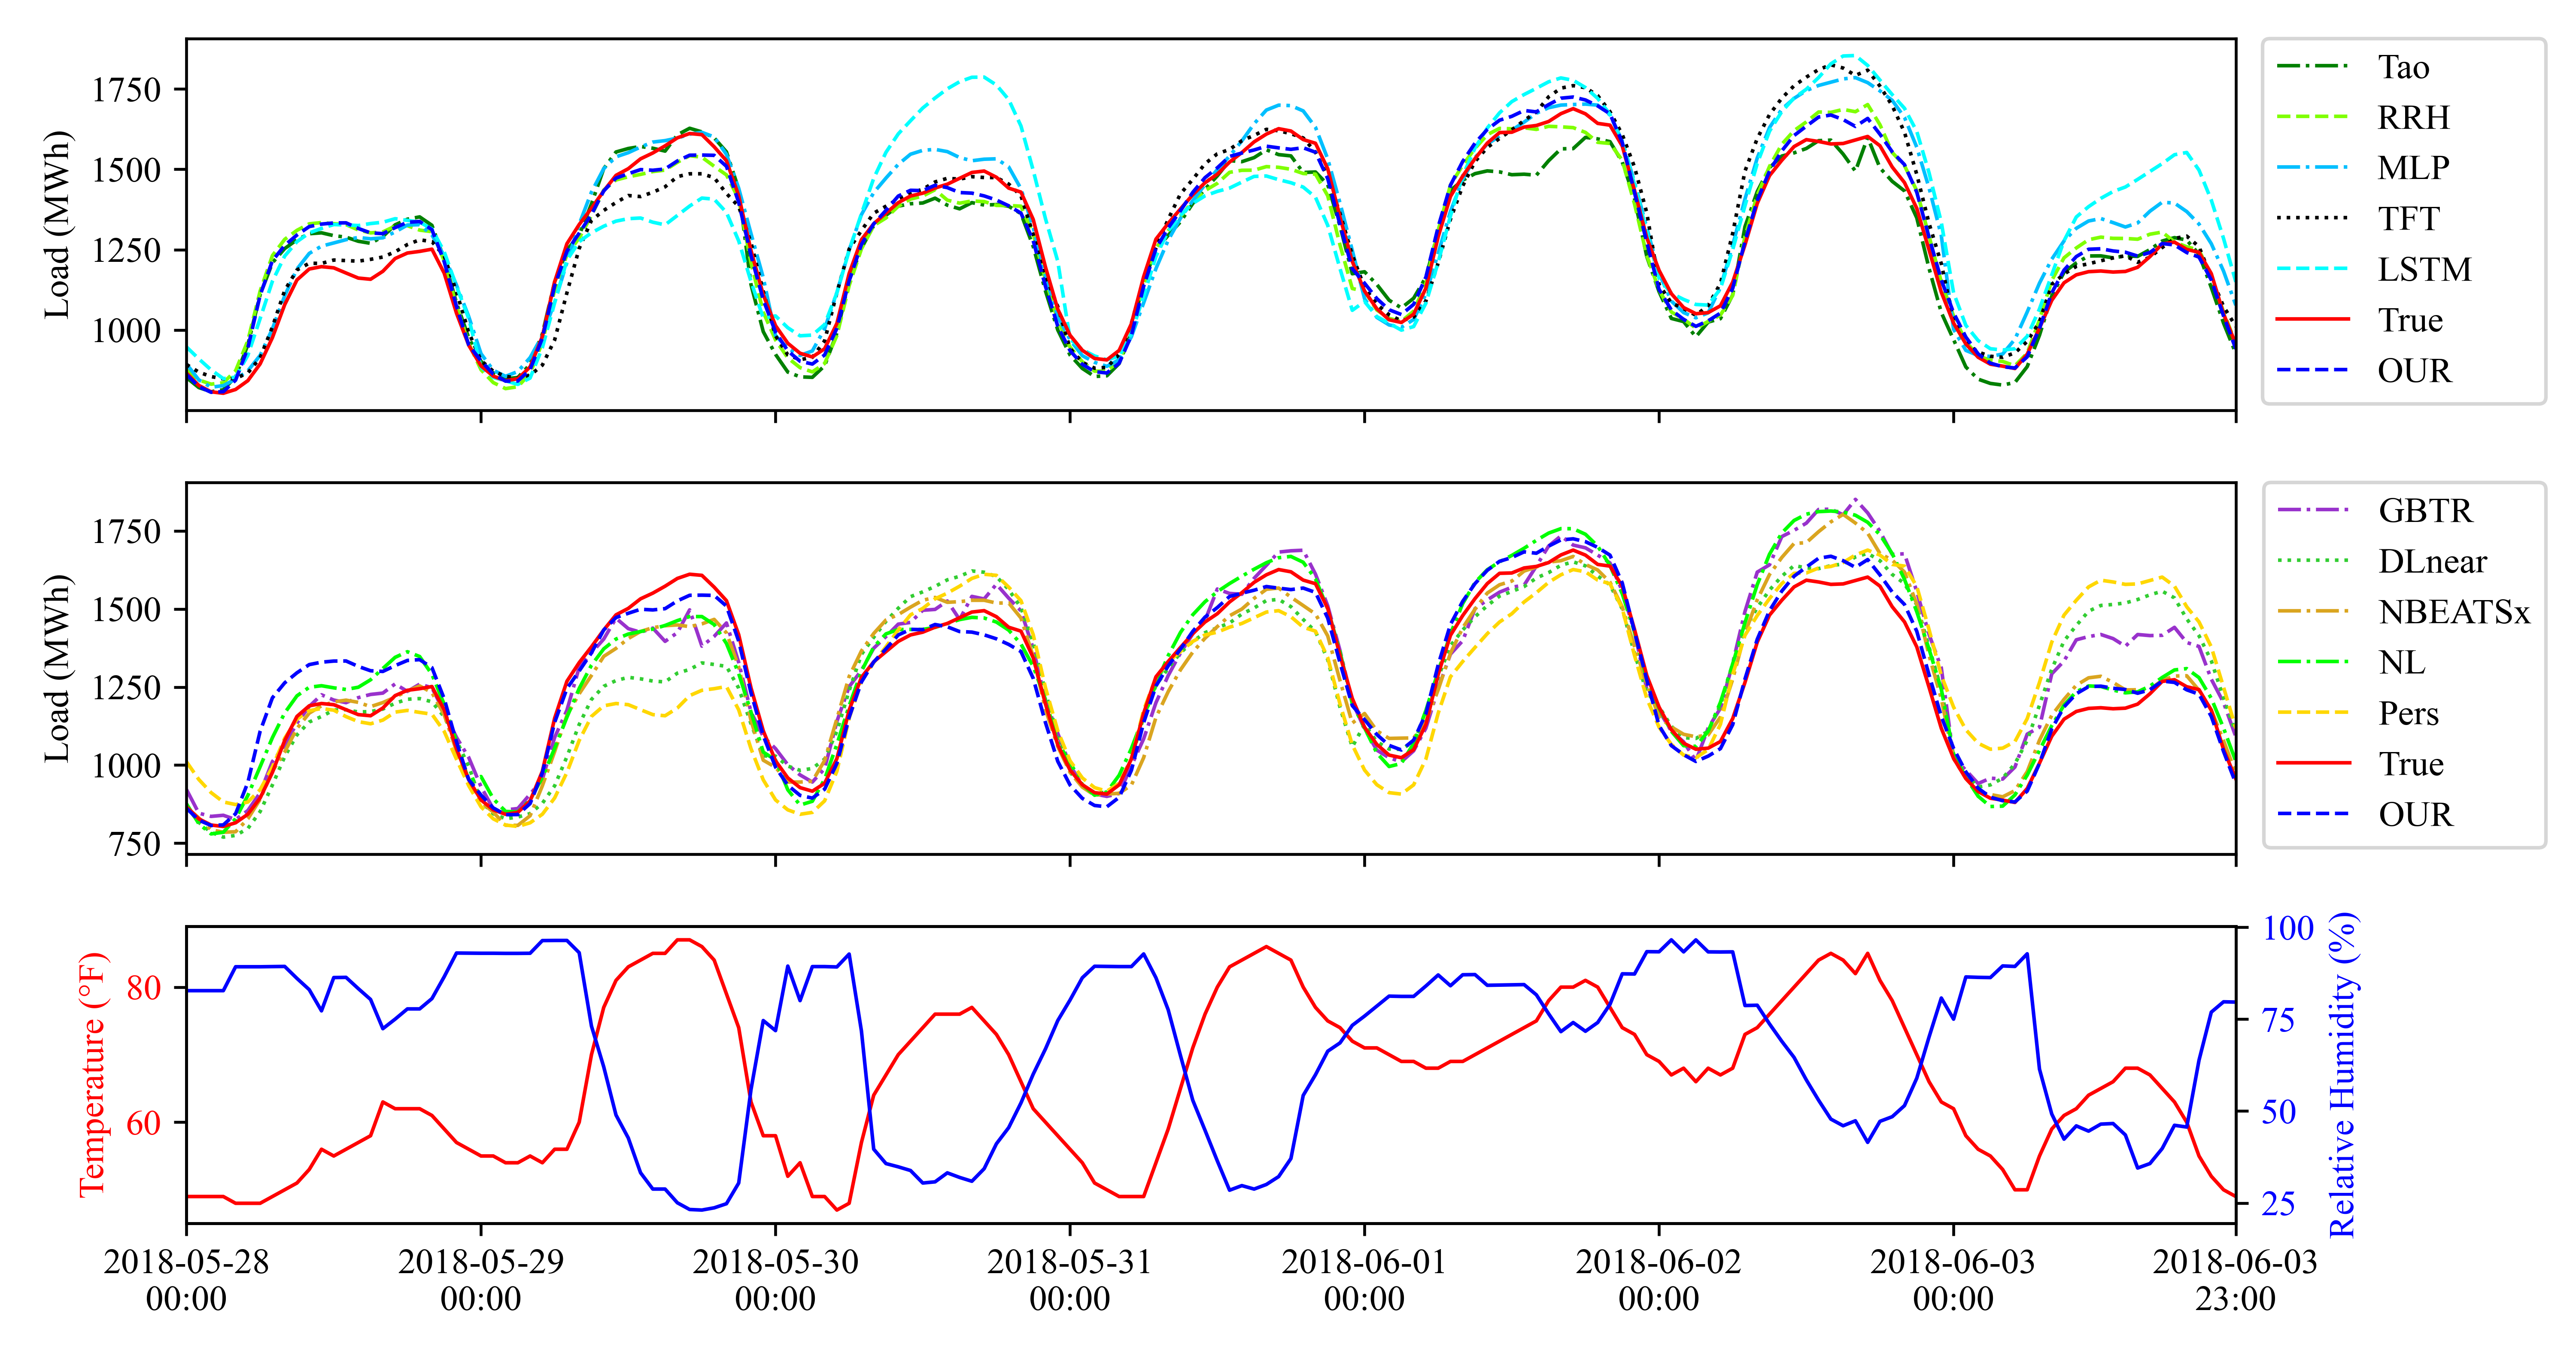 1750
1500
1250
1000
Load (MWh)
Tao
RRH
MLP
TFT
LSTM
True
OUR
1750
1500
1250
1000
750
Load (MWh)
GBTR
DLnear
NBEATSx
NL
Pers
True
OUR
80
60
Temperature (°F)
100
75
50
25
Relative Humidity (%)
2018-05-28 2018-05-29 2018-05-30 2018-05-31 2018-06-01 2018-06-02 2018-06-03 2018-06-03
00:00 00:00 00:00 00:00 00:00 00:00 00:00 23:00